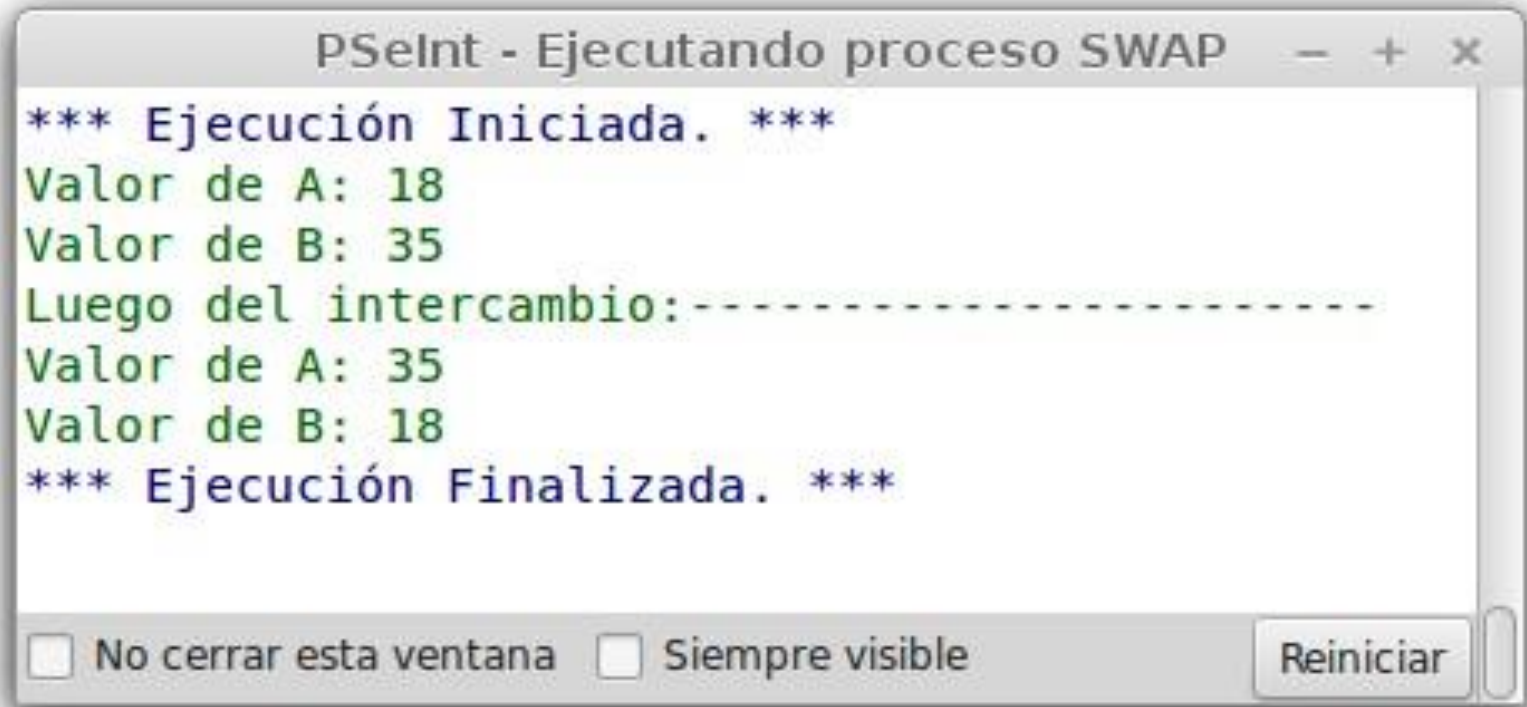 PSeInt - Ejecutando proceso SWAP
*** Ejecución Iniciada. ***
Valor de A: 18
Valor de B: 35
Luego del intercambio:-----------------------
Valor de A: 35
Valor de B: 18
*** Ejecución Finalizada. ***
No cerrar esta ventana Siempre visible Reiniciar